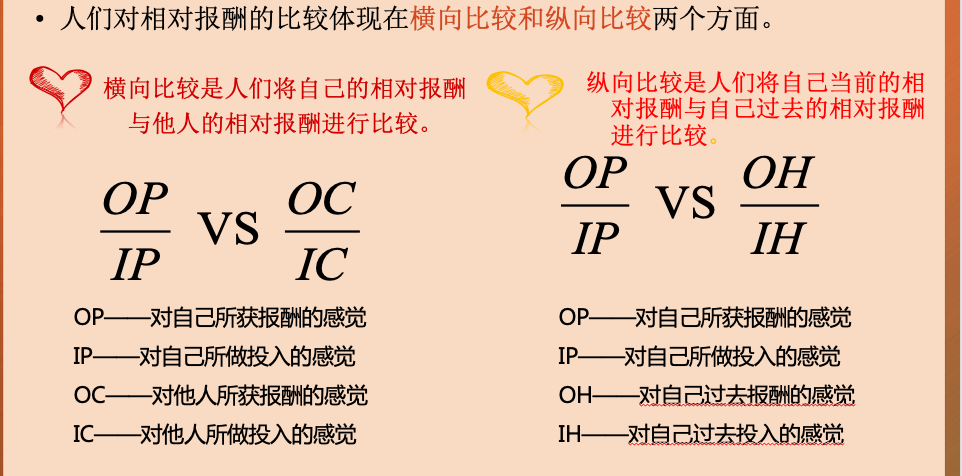 • 人们对相对报酬的比较体现在横向比较和纵向比较两个方面。
横向比较是人们将自己的相对报酬
与他人的相对报酬进行比较。
纵向比较是人们将自己当前的相
对报酬与自己过去的相对报酬
进行比较。
OP/IP VS OC/IC
OP/IP VS OH/IH
OP——对自己所获报酬的感觉
IP——对自己所做投入的感觉
OC——对他人所获报酬的感觉
IC——对他人所做投入的感觉
OP——对自己所获报酬的感觉
IP——对自己所做投入的感觉
OH——对自己过去报酬的感觉
IH——对自己过去投入的感觉